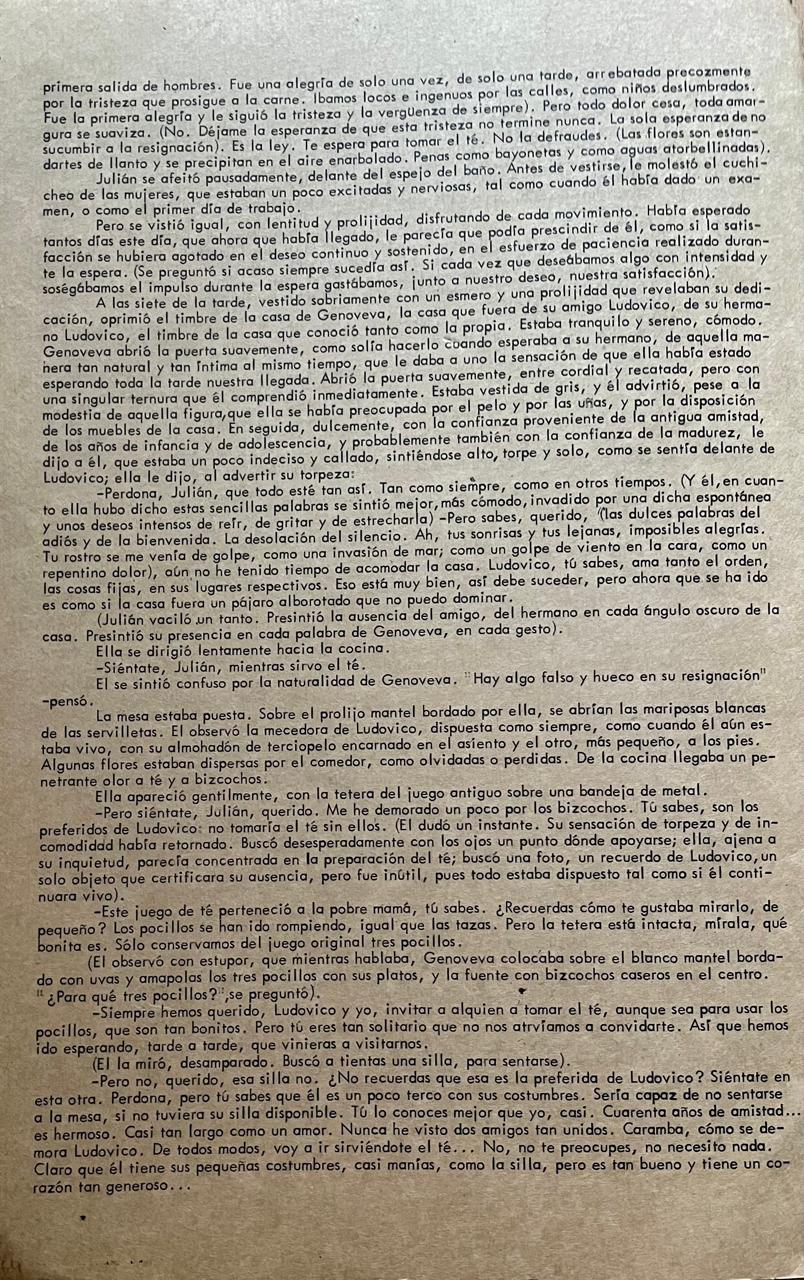 primera salida de hombres. Fue una alegría de solo una vez, de solo una tarde, arrebatada precozmente
por la tristeza que prosigue a la carne. Ibamos locos e ingenuos por las calles, como niños deslumbrados.
Fue la primera alegría y le siguió la tristeza y la vergüenza de siempre). Pero todo dolor cesa, toda amar-
gura se suaviza. (No. Déjame la esperanza de que esta tristeza no termine nunca. La sola esperanza de no
sucumbir a la resignación). Es la ley. Te espera para tomar el té. No la defraudes. (Las flores son estan-
dartes de llanto y se precipitan en el aire enarbolado. Penas como bayonetas y como aguas atorbellinadas).
Julián se afeitó pausadamente, delante del espejo del baño. Antes de vestirse, le molestó el cuchi-
cheo de las mujeres, que estaban un poco excitadas y nerviosas, tal como cuando él había dado un exa-
men, o como el primer día de trabajo.
Pero se vistió igual, con lentitud y prolijidad, disfrutando de cada movimiento. Había esperado
tantos días este día, que ahora que había llegado, le parecía que podía prescindir de él, como si la satis-
facción se hubiera agotado en el deseo continuo y sostenido, en el esfuerzo de paciencia realizado duran-
te la espera. (Se preguntó si acaso siempre sucedía así. Si cada vez que deseábamos algo con intensidad y
soségábamos el impulso durante la espera gastábamos, junto a nuestro deseo, nuestra satisfacción).
A las siete de la tarde, vestido sobriamente con un esmero y una prolijidad que revelaban su dedi-
cación, oprimió el timbre de la casa de Genoveva, la casa que fuera de su amigo Ludovico, de su herma-
no Ludovico, el timbre de la casa que conoció tanto como la propia. Estaba tranquilo y sereno, cómodo.
Genoveva abrió la puerta suavemente, como solía hacerlo cuando esperaba a su hermano, de aquella ma-
nera tan natural y tan íntima al mismo tiempo, que le daba a uno la sensación de que ella había estado
esperando toda la tarde nuestra llegada. Abrió la puerta suavemente, entre cordial y recatada, pero con
una singular ternura que él comprendió inmediatamente. Estaba vestida de gris, y él advirtió, pese a la
modestia de aquella figura, que ella se había preocupada por el pelo y por las uñas, y por la disposición
de los muebles de la casa. En seguida, dulcemente, con la confianza proveniente de la antigua amistad,
de los años de infancia y de adolescencia, y probablemente también con la confianza de la madurez, le
dijo a él, que estaba un poco indeciso y callado, sintiéndose alto, torpe y solo, como se sentía delante de
Ludovico; ella le dijo, al advertir su torpeza:
-Perdona, Julián, que todo esté tan así. Tan como siempre, como en otros tiempos. (Y él, en cuan-
to ella hubo dicho estas sencillas palabras se sintió mejor, más cómodo, invadido por una dicha espontánea
y unos deseos intensos de reír, de gritar y de estrecharla) -Pero sabes, querido, (las dulces palabras del
adiós y de la bienvenida. La desolación del silencio. Ah, tus sonrisas y tus lejanas, imposibles alegrías.
Tu rostro se me venía de golpe, como una invasión de mar; como un golpe de viento en la cara, como un
repentino dolor), aún no he tenido tiempo de acomodar la casa. Ludovico, tú sabes, ama tanto el orden,
las cosas fijas, en sus lugares respectivos. Eso está muy bien, así debe suceder, pero ahora que se ha ido
es como si la casa fuera un pájaro alborotado que no puedo dominar.
(Julián vaciló un tanto. Presintió la ausencia del amigo, del hermano en cada ángulo oscuro de la
casa. Presintió su presencia en cada palabra de Genoveva, en cada gesto).
Ella se dirigió lentamente hacia la cocina.
-Siéntate, Julián, mientras sirvo el té.
El se sintió confuso por la naturalidad de Genoveva. "Hay algo falso y hueco en su resignación"
-pensó.
La mesa estaba puesta. Sobre el prolijo mantel bordado por ella, se abrían las mariposas blancas
de las servilletas. El observó la mecedora de Ludovico, dispuesta como siempre, como cuando él aún es-
taba vivo, con su almohadón de terciopelo encarnado en el asiento y el otro, más pequeño, a los pies.
Algunas flores estaban dispersas por el comedor, como olvidadas o perdidas. De la cocina llegaba un pe-
netrante olor a té y a bizcochos.
Ella apareció gentilmente, con la tetera del juego antiguo sobre una bandeja de metal.
-Pero siéntate, Julián, querido. Me he demorado un poco por los bizcochos. Tú sabes, son los
preferidos de Ludovico: no tomaría el té sin ellos. (El dudó un instante. Su sensación de torpeza y de in-
comodidad había retornado. Buscó desesperadamente con los ojos un punto dónde apoyarse; ella, ajena a
su inquietud, parecía concentrada en la preparación del té; buscó una foto, un recuerdo de Ludovico, un
solo objeto que certificara su ausencia, pero fue inútil, pues todo estaba dispuesto tal como si él conti-
nuara vivo).
-Este juego de té perteneció a la pobre mamá, tú sabes. ¿Recuerdas cómo te gustaba mirarlo, de
pequeño? Los pocillos se han ido rompiendo, igual que las tazas. Pero la tetera está intacta, mírala, qué
bonita es. Sólo conservamos del juego original tres pocillos.
(El observó con estupor, que mientras hablaba, Genoveva colocaba sobre el blanco mantel borda-
do con uvas y amapolas los tres pocillos con sus platos, y la fuente con bizcochos caseros en el centro.
"¿Para qué tres pocillos?", se preguntó).
-Siempre hemos querido, Ludovico y yo, invitar a alguien a tomar el té, aunque sea para usar los
pocillos, que son tan bonitos. Pero tú eres tan solitario que no nos atrvíamos a convidarte. Así que hemos
ido esperando, tarde a tarde, que vinieras a visitarnos.
(El la miró, desamparado. Buscó a tientas una silla, para sentarse).
-Pero no, querido, esa silla no. ¿No recuerdas que esa es la preferida de Ludovico? Siéntate en
esta otra. Perdona, pero tú sabes que él es un poco terco con sus costumbres. Sería capaz de no sentarse
a la mesa, si no tuviera su silla disponible. Tú lo conoces mejor que yo, casi. Cuarenta años de amistad...
es hermoso. Casi tan largo como un amor. Nunca he visto dos amigos tan unidos. Caramba, cómo se de-
mora Ludovico. De todos modos, voy a ir sirviéndote el té... No, no te preocupes, no necesito nada.
Claro que él tiene sus pequeñas costumbres, casi manías, como la silla, pero es tan bueno y tiene un co-
razón tan generoso...